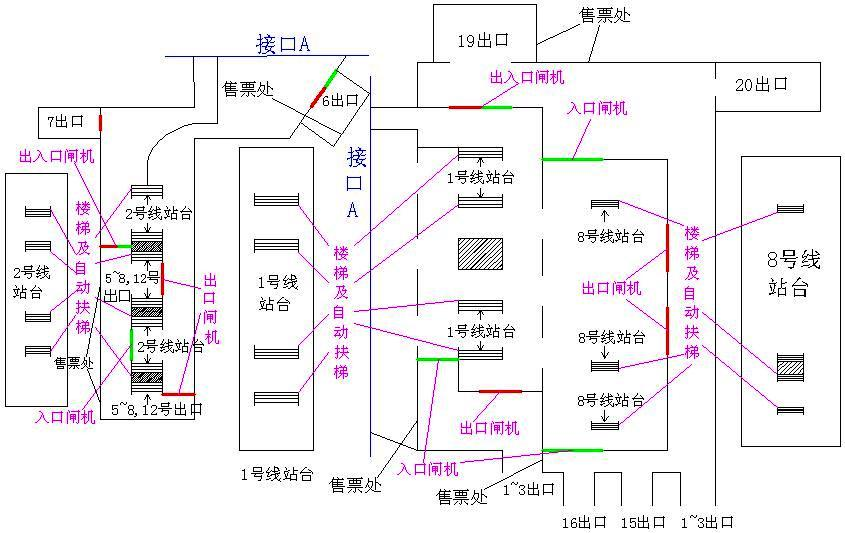 售票处
19出口
接口A
出入口闸机
20出口
售票处
6出口
7出口
入口闸机
出入口闸机
接口A
1号线站台
楼梯及自动扶梯
2号线站台
8号线站台
楼梯及自动扶梯
8号线站台
2号线站台
楼梯及自动扶梯
1号线站台
5~8,12号
出口
出口闸机
出口闸机
1号线站台
8号线站台
2号线站台
售票处
8号线站台
入口闸机
5~8,12号出口
出口闸机
1号线站台
入口闸机
售票处
售票处
1~3出口
16出口
15出口
1~3出口